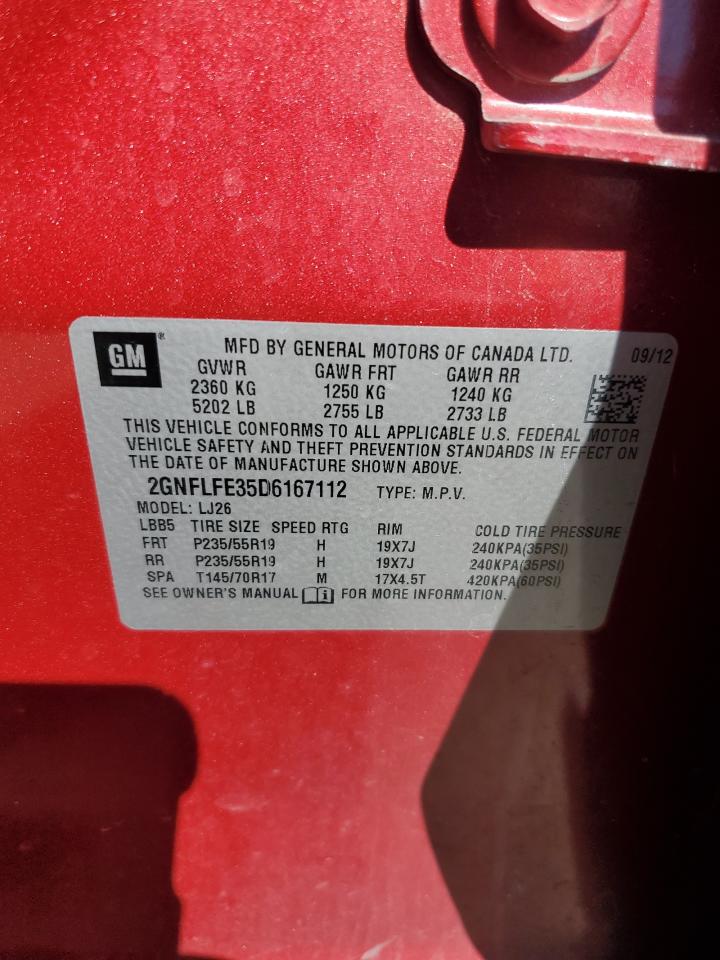 GM ® MFD BY GENERAL MOTORS OF CANADA LTD. 09/12
GVWR GAWR FRT GAWR RR
2360 KG 1250 KG 1240 KG
5202 LB 2755 LB 2733 LB
THIS VEHICLE CONFORMS TO ALL APPLICABLE U.S. FEDERAL MOTOR
VEHICLE SAFETY AND THEFT PREVENTION STANDARDS IN EFFECT ON
THE DATE OF MANUFACTURE SHOWN ABOVE.
2GNFLFE35D6167112 TYPE: M.P.V.
MODEL: LJ26
LBB5 TIRE SIZE SPEED RTG RIM COLD TIRE PRESSURE
FRT P235/55R19 H 19X7J 240KPA(35PSI)
RR P235/55R19 H 19X7J 240KPA(35PSI)
SPA T145/70R17 M 17X4.5T 420KPA(60PSI)
SEE OWNER'S MANUAL i FOR MORE INFORMATION.